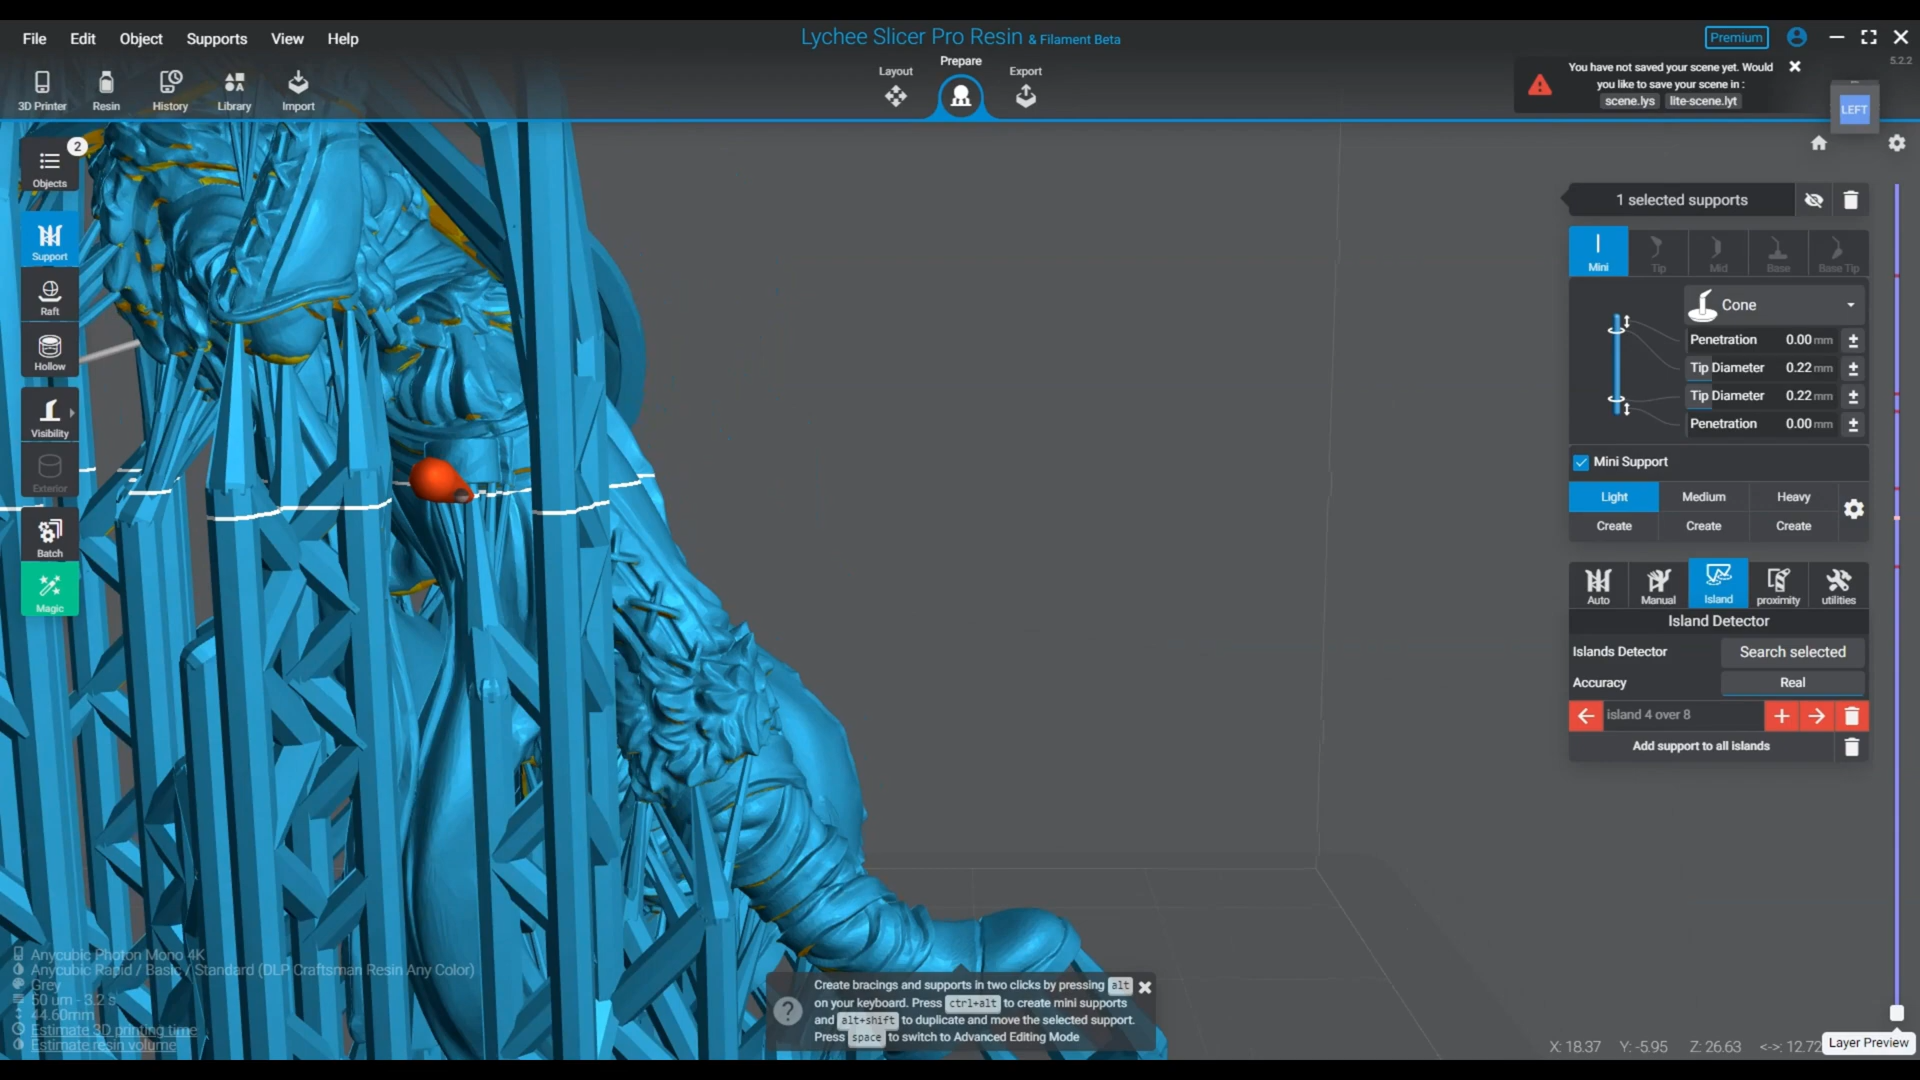 File Edit Object Supports View Help
Lychee Slicer Pro Resin & Filament Beta
Premium
5.2.2
3D Printer Resin History Library Import
Layout Prepare Export
You have not saved your scene yet. Would
you like to save your scene in :
scene.lys lite-scene.lyt
LEFT
2
Objects
Support
Raft
Hollow
Visibility
Exterior
Batch
Magic
1 selected supports
Mini Tip Mid Base Base Tip
Cone
Penetration 0.00 mm
Tip Diameter 0.22 mm
Tip Diameter 0.22 mm
Penetration 0.00 mm
Mini Support
Light Medium Heavy
Create Create Create
Auto Manual Island proximity utilities
Island Detector
Islands Detector Search selected
Accuracy Real
island 4 over 8
Add support to all islands
Anycubic Photon Mono 4K
Anycubic Rapid / Basic / Standard (DLP Craftsman Resin Any Color)
Grey
50 um - 3.2 s
44.60mm
Estimate 3D printing time
Estimate resin volume
Create bracings and supports in two clicks by pressing alt
on your keyboard. Press ctrl+alt to create mini supports
and alt+shift to duplicate and move the selected support.
Press space to switch to Advanced Editing Mode
X: 18.37 Y: -5.95 Z: 26.63 <->: 12.72
Layer Preview